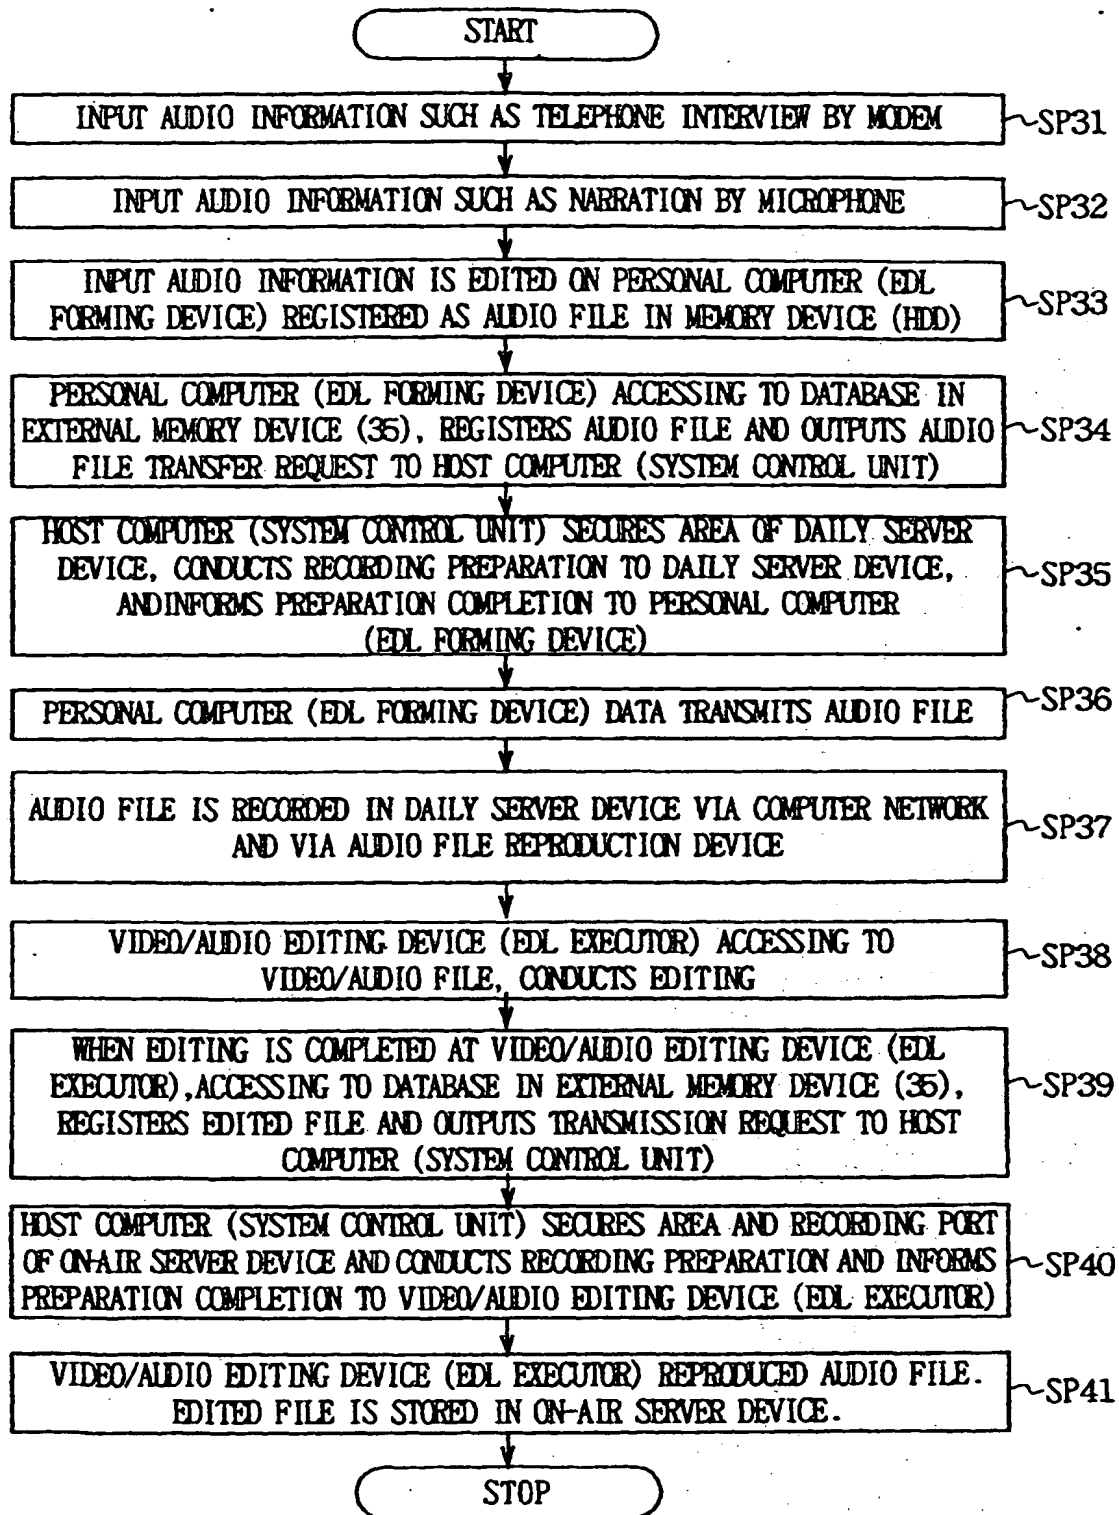 START
INPUT AUDIO INFORMATION SUCH AS TELEPHONE INTERVIEW BY MODEM
SP31
INPUT AUDIO INFORMATION SUCH AS NARRATION BY MICROPHONE
SP32
INPUT AUDIO INFORMATION IS EDITED ON PERSONAL COMPUTER (EDL
FORMING DEVICE) REGISTERED AS AUDIO FILE IN MEMORY DEVICE (HDD)
SP33
PERSONAL COMPUTER (EDL FORMING DEVICE) ACCESSING TO DATABASE IN
EXTERNAL MEMORY DEVICE (35), REGISTERS AUDIO FILE AND OUTPUTS AUDIO
FILE TRANSFER REQUEST TO HOST COMPUTER (SYSTEM CONTROL UNIT)
SP34
HOST COMPUTER (SYSTEM CONTROL UNIT) SECURES AREA OF DAILY SERVER
DEVICE, CONDUCTS RECORDING PREPARATION TO DAILY SERVER DEVICE,
ANDINFORMS PREPARATION COMPLETION TO PERSONAL COMPUTER
(EDL FORMING DEVICE)
SP35
PERSONAL COMPUTER (EDL FORMING DEVICE) DATA TRANSMITS AUDIO FILE
SP36
AUDIO FILE IS RECORDED IN DAILY SERVER DEVICE VIA COMPUTER NETWORK
AND VIA AUDIO FILE REPRODUCTION DEVICE
SP37
VIDEO/AUDIO EDITING DEVICE (EDL EXECUTOR) ACCESSING TO
VIDEO/AUDIO FILE, CONDUCTS EDITING
SP38
WHEN EDITING IS COMPLETED AT VIDEO/AUDIO EDITING DEVICE (EDL
EXECUTOR),ACCESSING TO DATABASE IN EXTERNAL MEMORY DEVICE (35),
REGISTERS EDITED FILE AND OUTPUTS TRANSMISSION REQUEST TO HOST
COMPUTER (SYSTEM CONTROL UNIT)
SP39
HOST COMPUTER (SYSTEM CONTROL UNIT) SECURES AREA AND RECORDING PORT
OF ON-AIR SERVER DEVICE AND CONDUCTS RECORDING PREPARATION AND INFORMS
PREPARATION COMPLETION TO VIDEO/AUDIO EDITING DEVICE (EDL EXECUTOR)
SP40
VIDEO/AUDIO EDITING DEVICE (EDL EXECUTOR) REPRODUCED AUDIO FILE.
EDITED FILE IS STORED IN ON-AIR SERVER DEVICE.
SP41
STOP